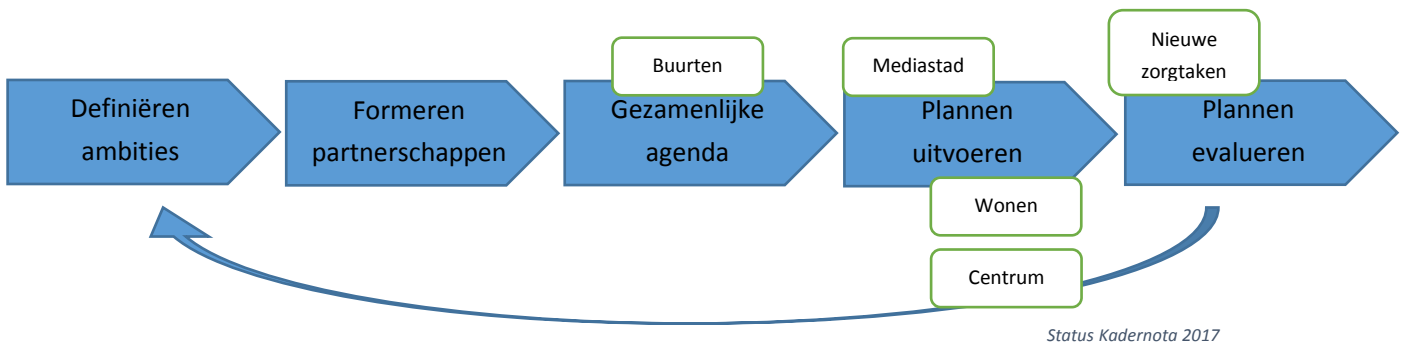 Definiëren
ambities
Formeren
partnerschappen
Buurten
Gezamenlijke
agenda
Mediastad
Plannen
uitvoeren
Wonen
Centrum
Nieuwe
zorgtaken
Plannen
evalueren
Status Kadernota 2017